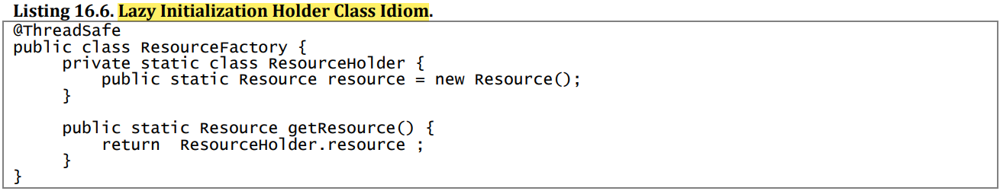 Listing 16.6. Lazy Initialization Holder Class Idiom.
@ThreadSafe
public class ResourceFactory {
     private static class ResourceHolder {
         public static Resource resource = new Resource();
     }

     public static Resource getResource() {
         return  ResourceHolder.resource ;
     }
}